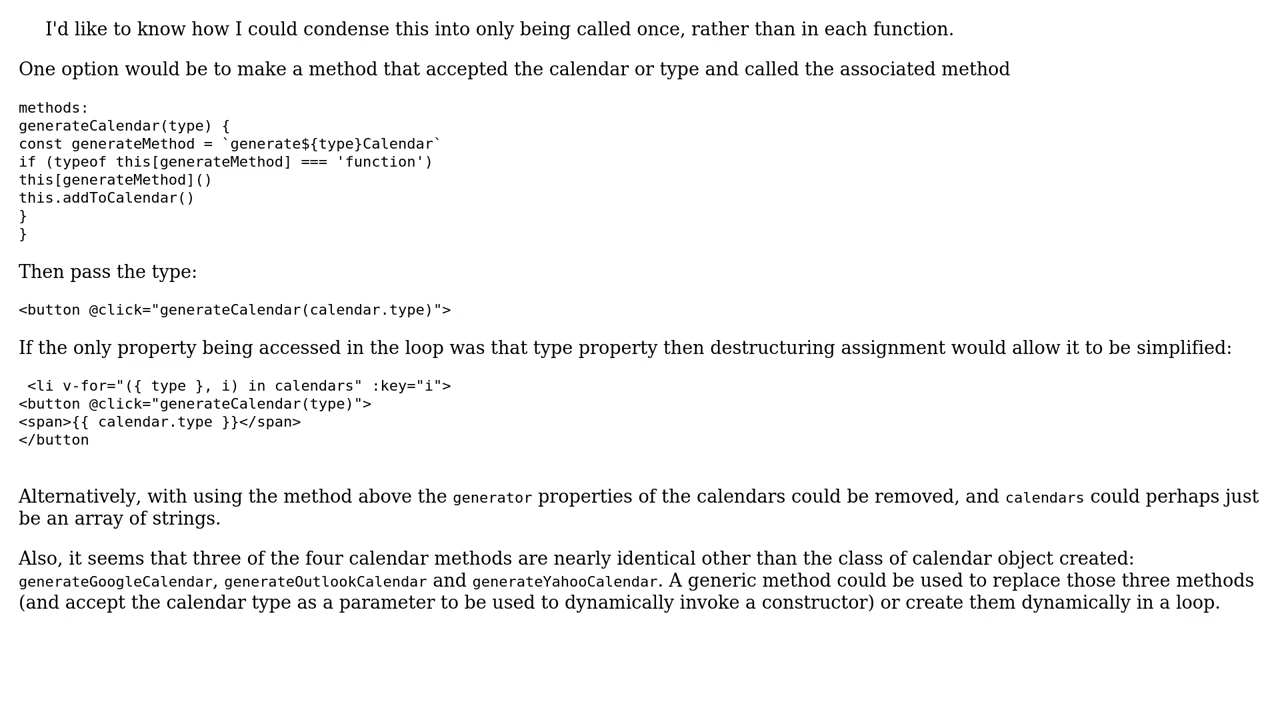 I'd like to know how I could condense this into only being called once, rather than in each function.
One option would be to make a method that accepted the calendar or type and called the associated method
methods:
generateCalendar(type) {
const generateMethod = `generate${type}Calendar`
if (typeof this[generateMethod] === 'function')
this[generateMethod]()
this.addToCalendar()
}
}
Then pass the type:
<button @click="generateCalendar(calendar.type)">
If the only property being accessed in the loop was that type property then destructuring assignment would allow it to be simplified:
<li v-for="({ type }, i) in calendars" :key="i">
<button @click="generateCalendar(type)">
<span>{{ calendar.type }}</span>
</button
Alternatively, with using the method above the generator properties of the calendars could be removed, and calendars could perhaps just
be an array of strings.
Also, it seems that three of the four calendar methods are nearly identical other than the class of calendar object created:
generateGoogleCalendar, generateOutlookCalendar and generateYahooCalendar. A generic method could be used to replace those three methods
(and accept the calendar type as a parameter to be used to dynamically invoke a constructor) or create them dynamically in a loop.